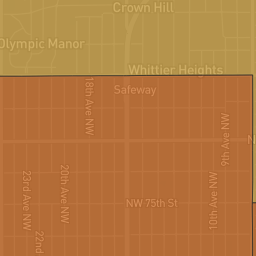 Crown Hill
Olympic Manor
Whittier Heights
Safeway
18th Ave NW
9th Ave NW
N
23rd Ave NW
20th Ave NW
10th Ave NW
NW 75th St
22nd